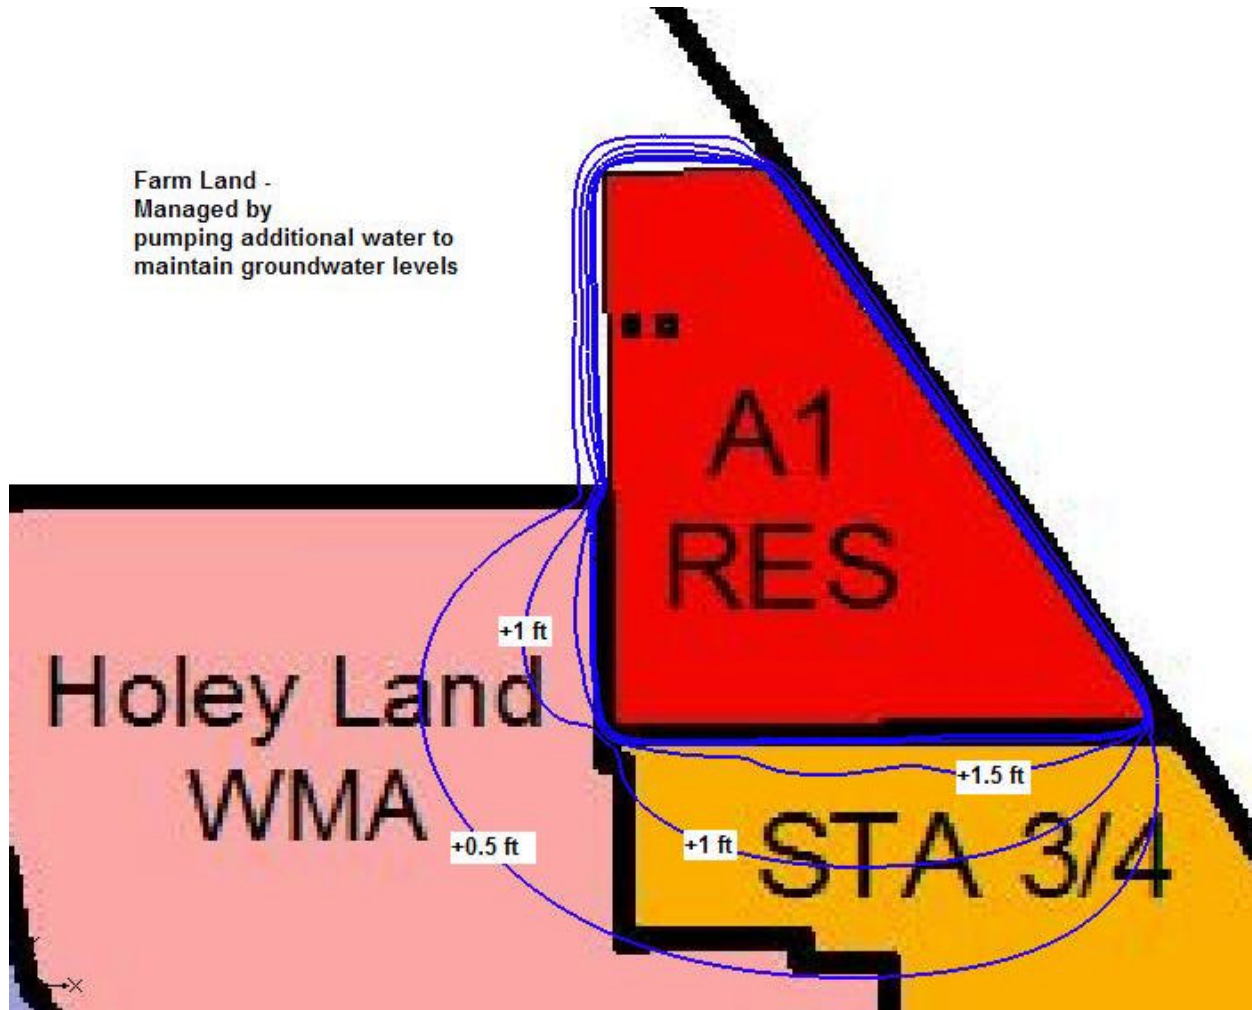 Farm Land -
Managed by
pumping additional water to
maintain groundwater levels
A1
RES
+1 ft
Holey Land
WMA
+1.5 ft
+0.5 ft
+1 ft
STA 3/4
X